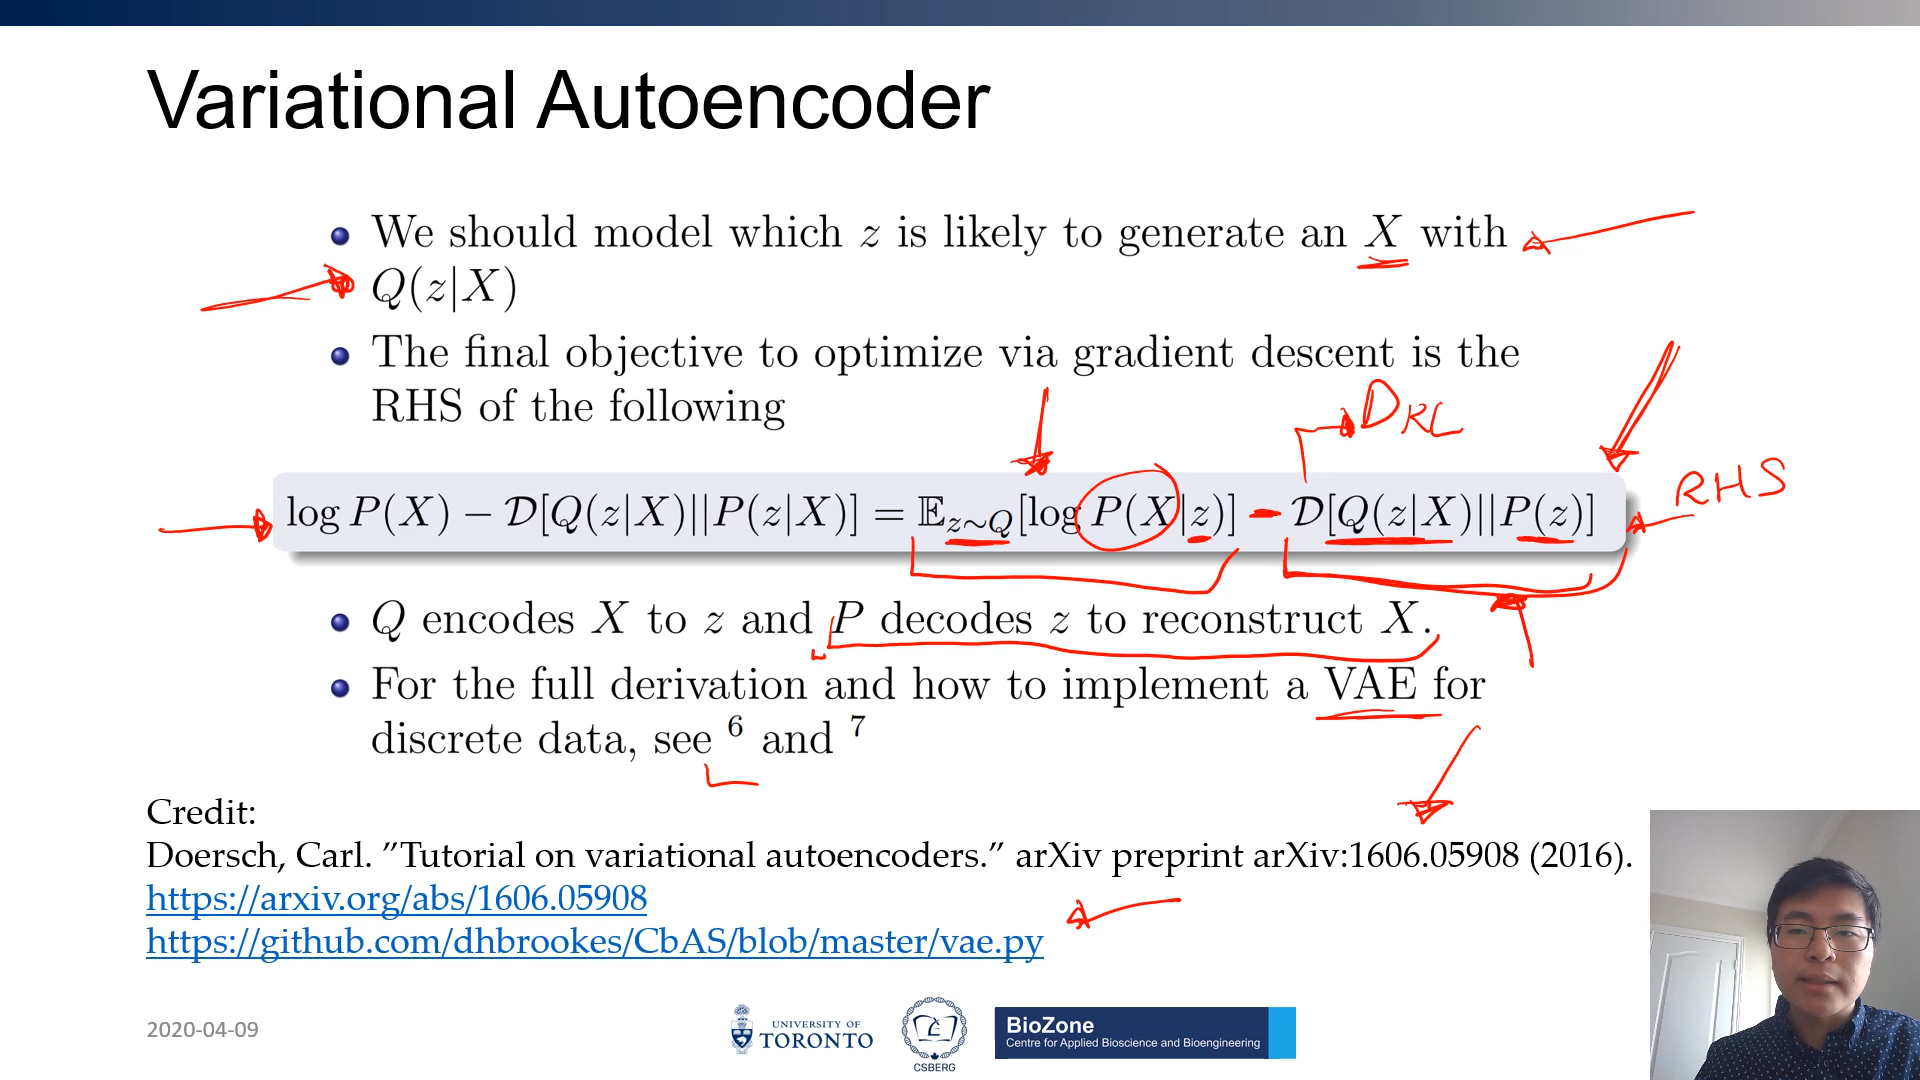 Variational Autoencoder
We should model which z is likely to generate an X with
Q(z|X)
The final objective to optimize via gradient descent is the
RHS of the following
D_KL
log P(X) − 𝒟[Q(z|X)||P(z|X)] = 𝔼_{z∼Q}[log P(X|z)] − 𝒟[Q(z|X)||P(z)]
RHS
Q encodes X to z and P decodes z to reconstruct X.
For the full derivation and how to implement a VAE for
discrete data, see ⁶ and ⁷
Credit:
Doersch, Carl. ”Tutorial on variational autoencoders.” arXiv preprint arXiv:1606.05908 (2016).
https://arxiv.org/abs/1606.05908
https://github.com/dhbrookes/CbAS/blob/master/vae.py
2020-04-09
UNIVERSITY OF
TORONTO
CSBERG
BioZone
Centre for Applied Bioscience and Bioengineering